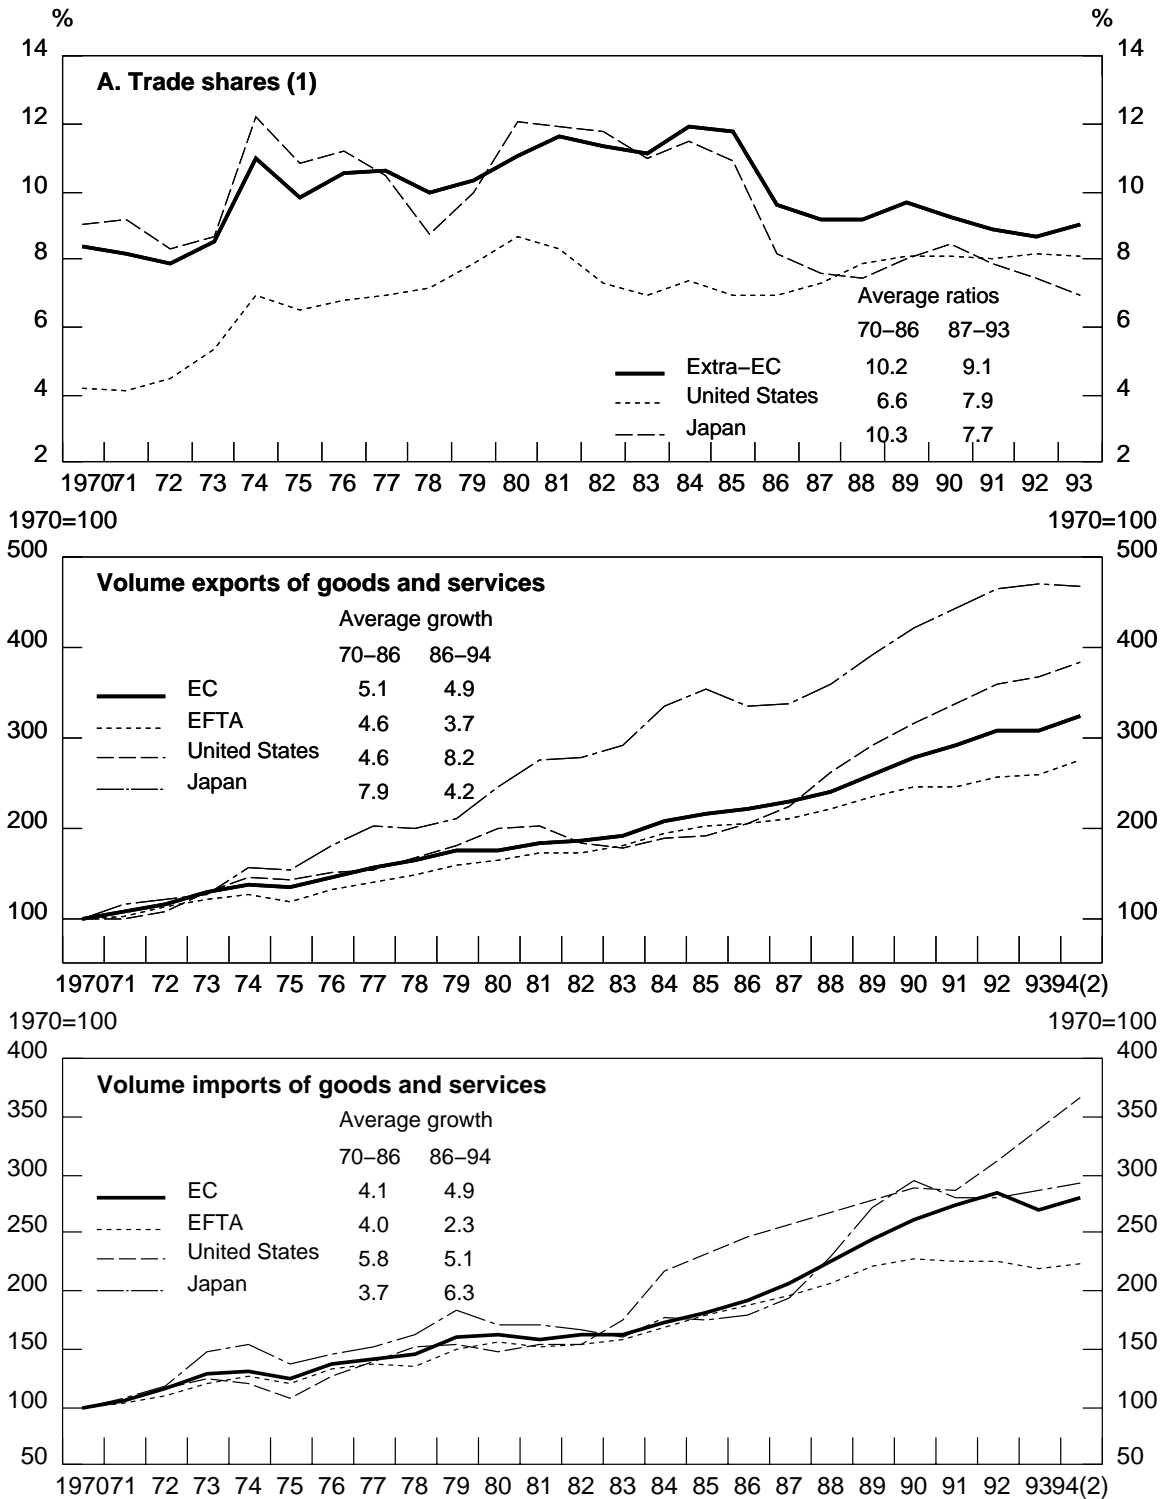 % %
14 14
A. Trade shares (1)
12 12
10 10
8 8
Average ratios
6 6
70−86 87−93
Extra−EC 10.2 9.1
4 4
United States 6.6 7.9
Japan 10.3 7.7
2 2
197071 72 73 74 75 76 77 78 79 80 81 82 83 84 85 86 87 88 89 90 91 92 93
1970=100 1970=100
500 500
Volume exports of goods and services
Average growth
400 400
70−86 86−94
EC 5.1 4.9
EFTA 4.6 3.7
300 300
United States 4.6 8.2
Japan 7.9 4.2
200 200
100 100
197071 72 73 74 75 76 77 78 79 80 81 82 83 84 85 86 87 88 89 90 91 92 9394(2)
1970=100 1970=100
400 400
Volume imports of goods and services
350 350
Average growth
70−86 86−94
300 300
EC 4.1 4.9
EFTA 4.0 2.3
250 250
United States 5.8 5.1
Japan 3.7 6.3
200 200
150 150
100 100
50 50
197071 72 73 74 75 76 77 78 79 80 81 82 83 84 85 86 87 88 89 90 91 92 9394(2)